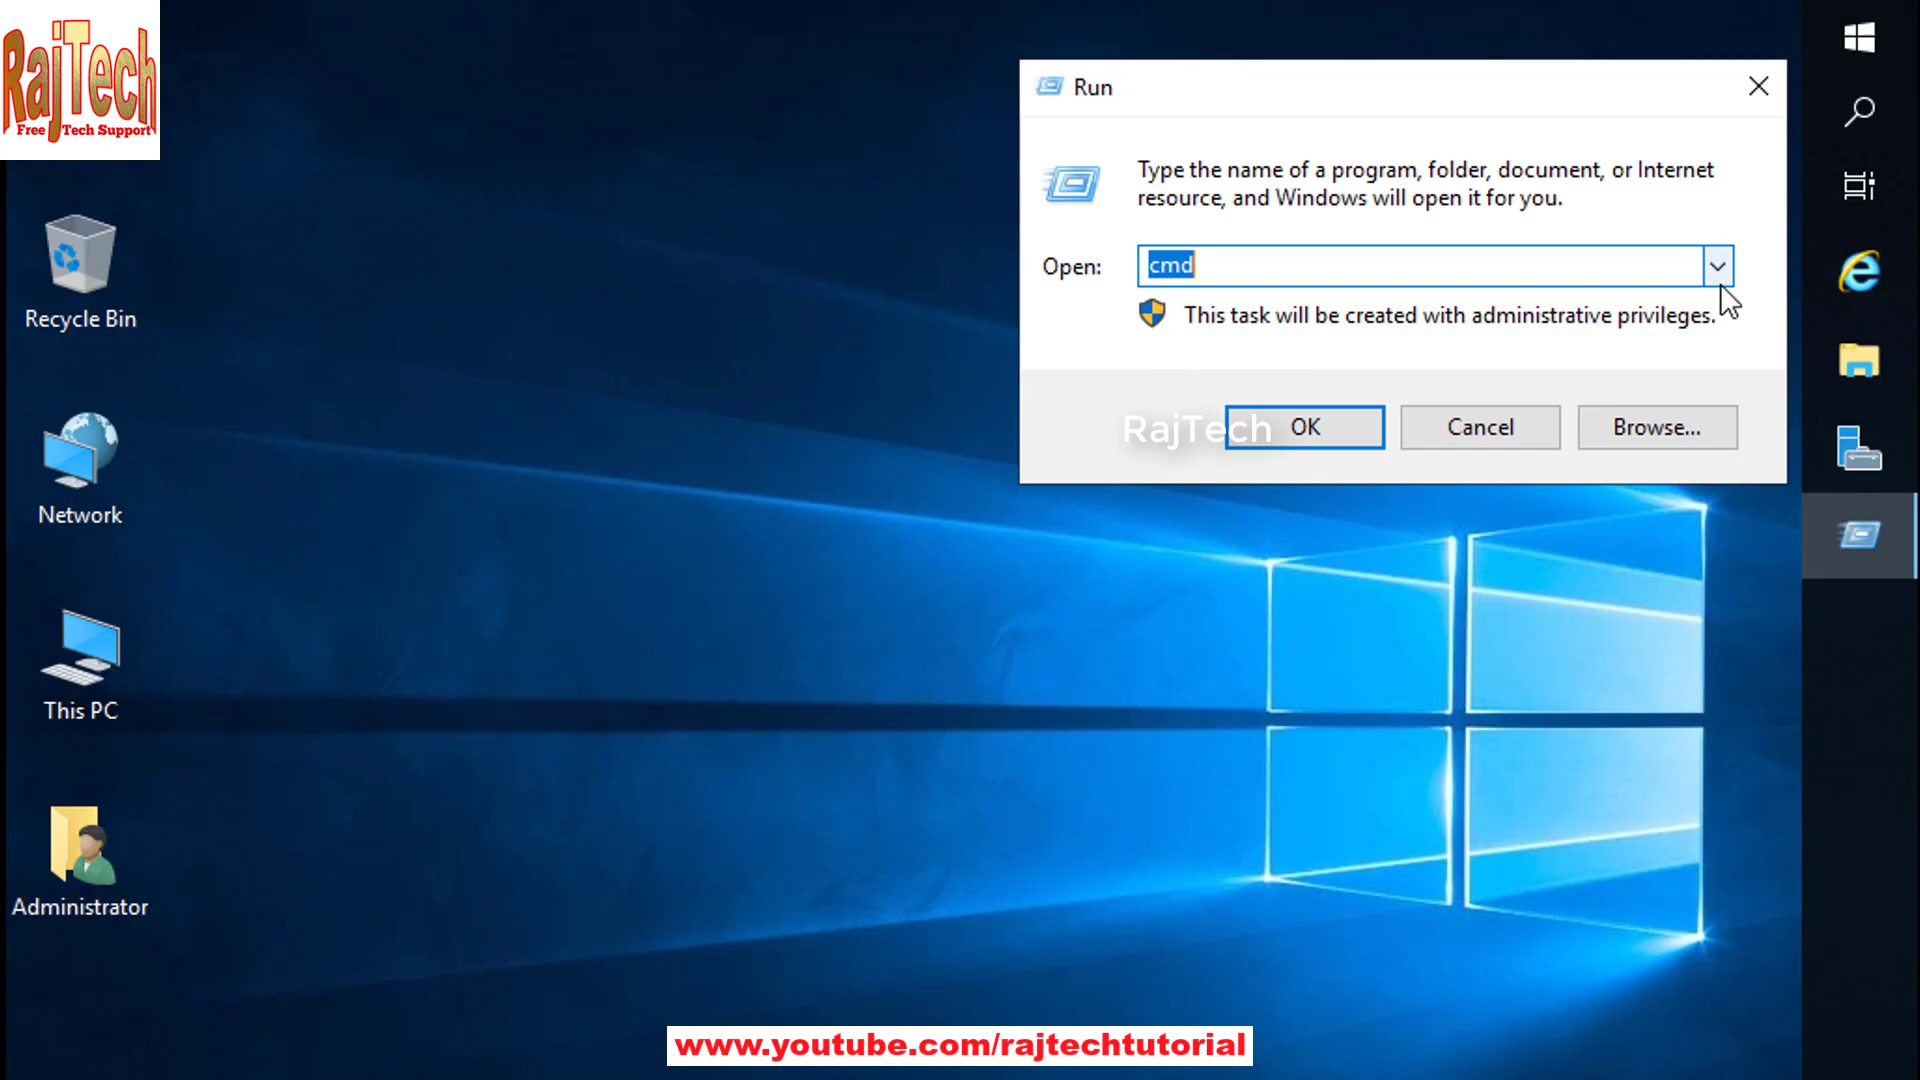 RajTech
Free Tech Support
Recycle Bin
Network
This PC
Administrator
Run
Type the name of a program, folder, document, or Internet
resource, and Windows will open it for you.
Open: cmd
This task will be created with administrative privileges.
RajTech
OK Cancel Browse...
www.youtube.com/rajtechtutorial